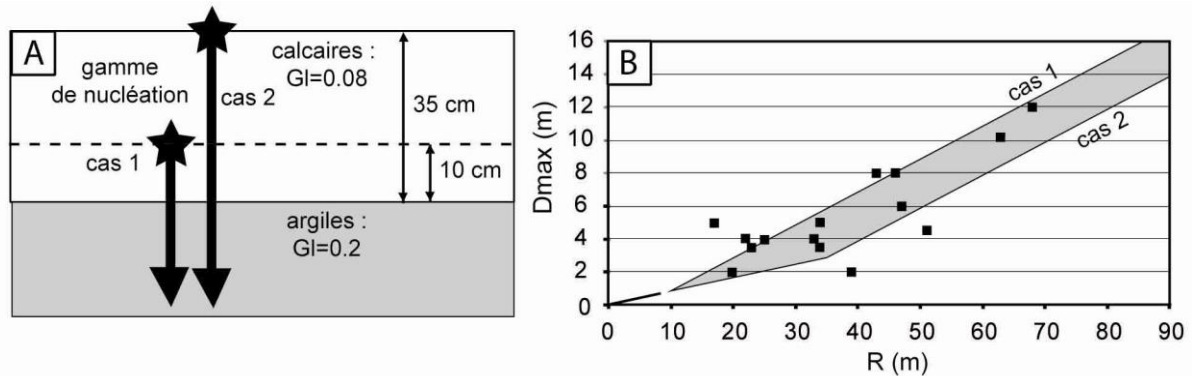 A
gamme
de nucléation
calcaires :
GI=0.08
cas 2
35 cm
cas 1
10 cm
argiles :
GI=0.2
B
Dmax (m)
16
14
12
10
8
6
4
2
0
cas 1
cas 2
0 10 20 30 40 50 60 70 80 90
R (m)